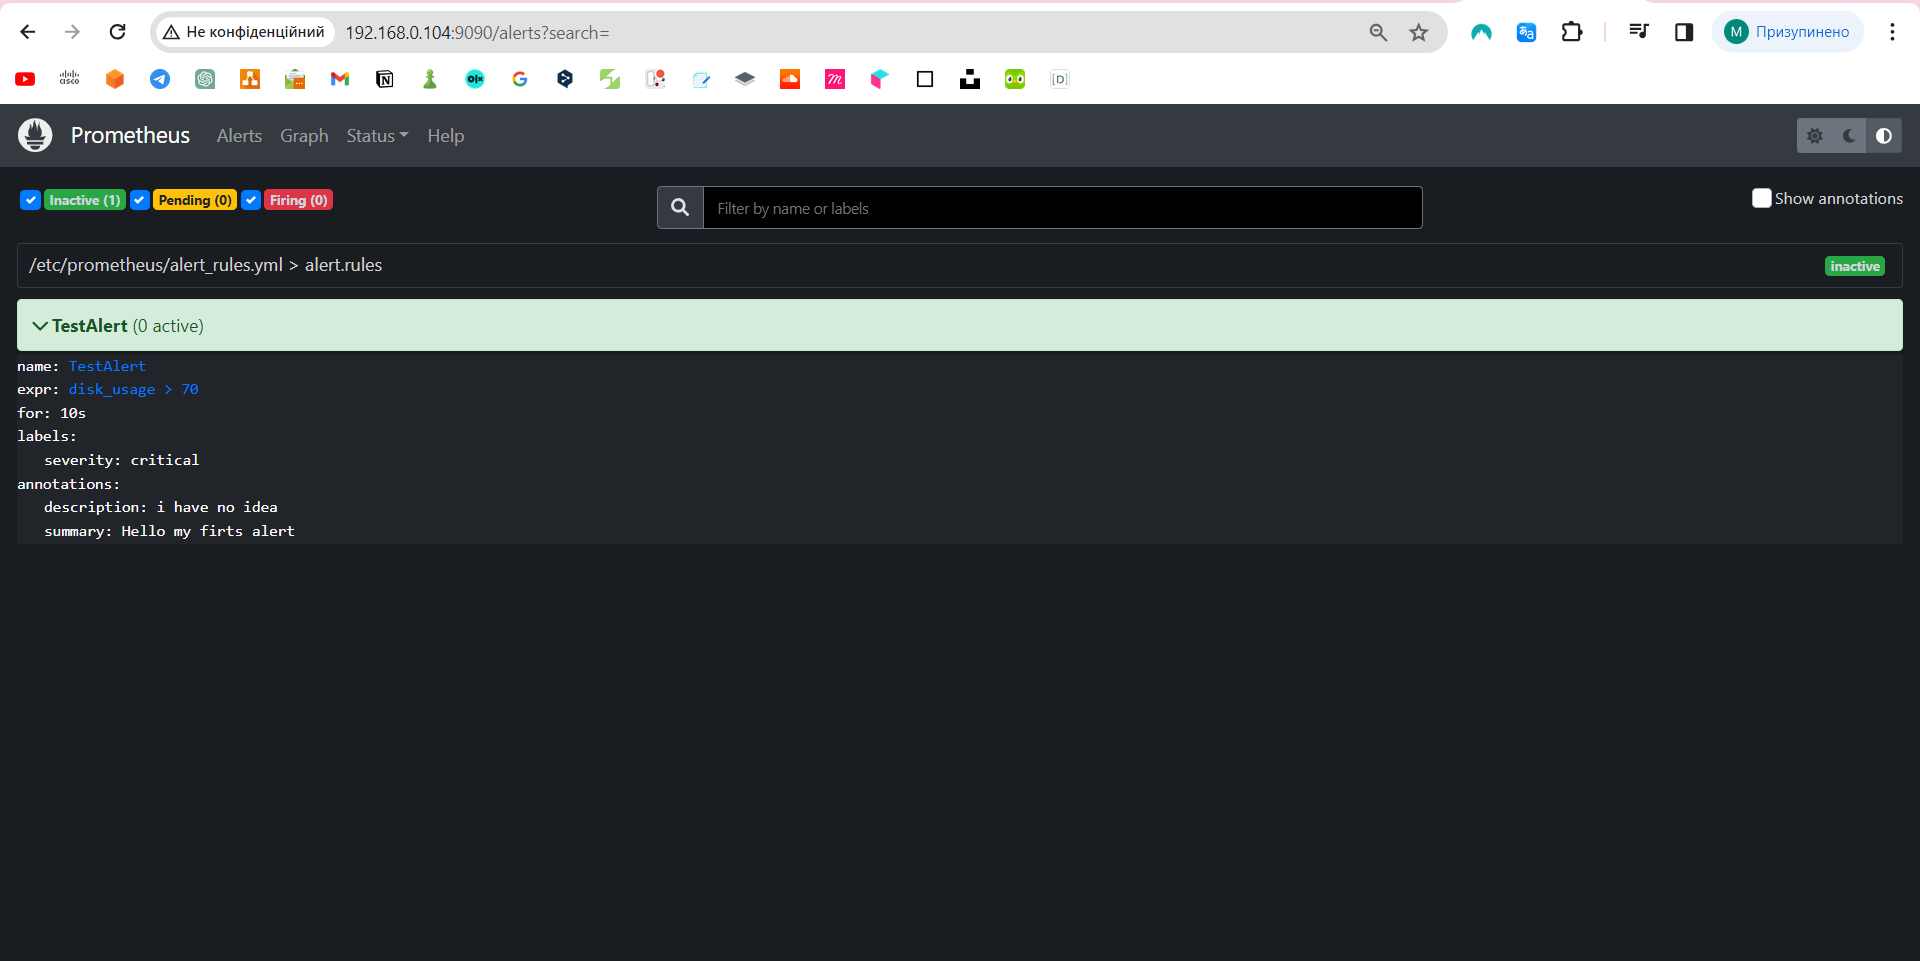 Не конфіденційний 192.168.0.104:9090/alerts?search= M Призупинено
Prometheus Alerts Graph Status Help
Inactive (1) Pending (0) Firing (0) Filter by name or labels Show annotations
/etc/prometheus/alert_rules.yml > alert.rules inactive
TestAlert (0 active)
name: TestAlert
expr: disk_usage > 70
for: 10s
labels:
severity: critical
annotations:
description: i have no idea
summary: Hello my firts alert